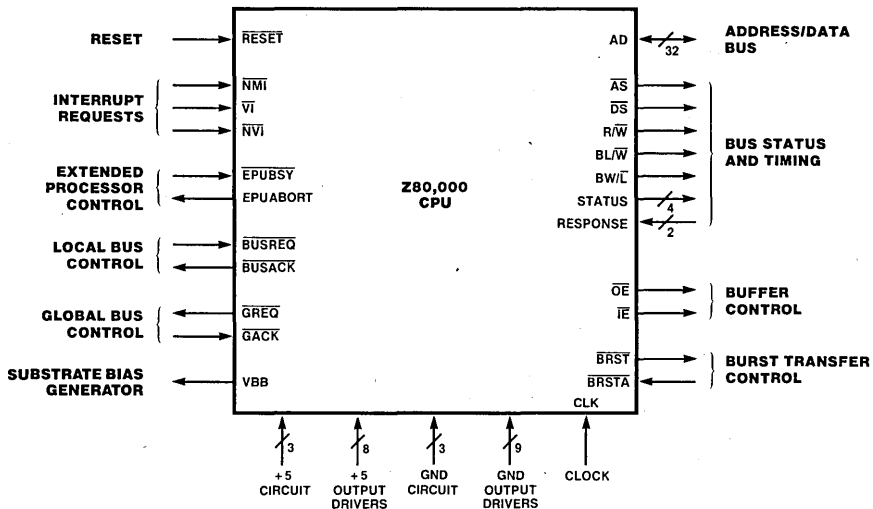 RESET
RESET
INTERRUPT
REQUESTS
NMI
VI
NVI
EXTENDED
PROCESSOR
CONTROL
EPUBSY
EPUABORT
LOCAL BUS
CONTROL
BUSREQ
BUSACK
GLOBAL BUS
CONTROL
GREQ
GACK
SUBSTRATE BIAS
GENERATOR
VBB
Z80,000
CPU
AD
32
ADDRESS/DATA
BUS
AS
DS
R/W
BL/W
BW/L
STATUS
4
RESPONSE
2
BUS STATUS
AND TIMING
OE
IE
BUFFER
CONTROL
BRST
BRSTA
BURST TRANSFER
CONTROL
CLK
3
+5
CIRCUIT
8
+5
OUTPUT
DRIVERS
3
GND
CIRCUIT
9
GND
OUTPUT
DRIVERS
CLOCK